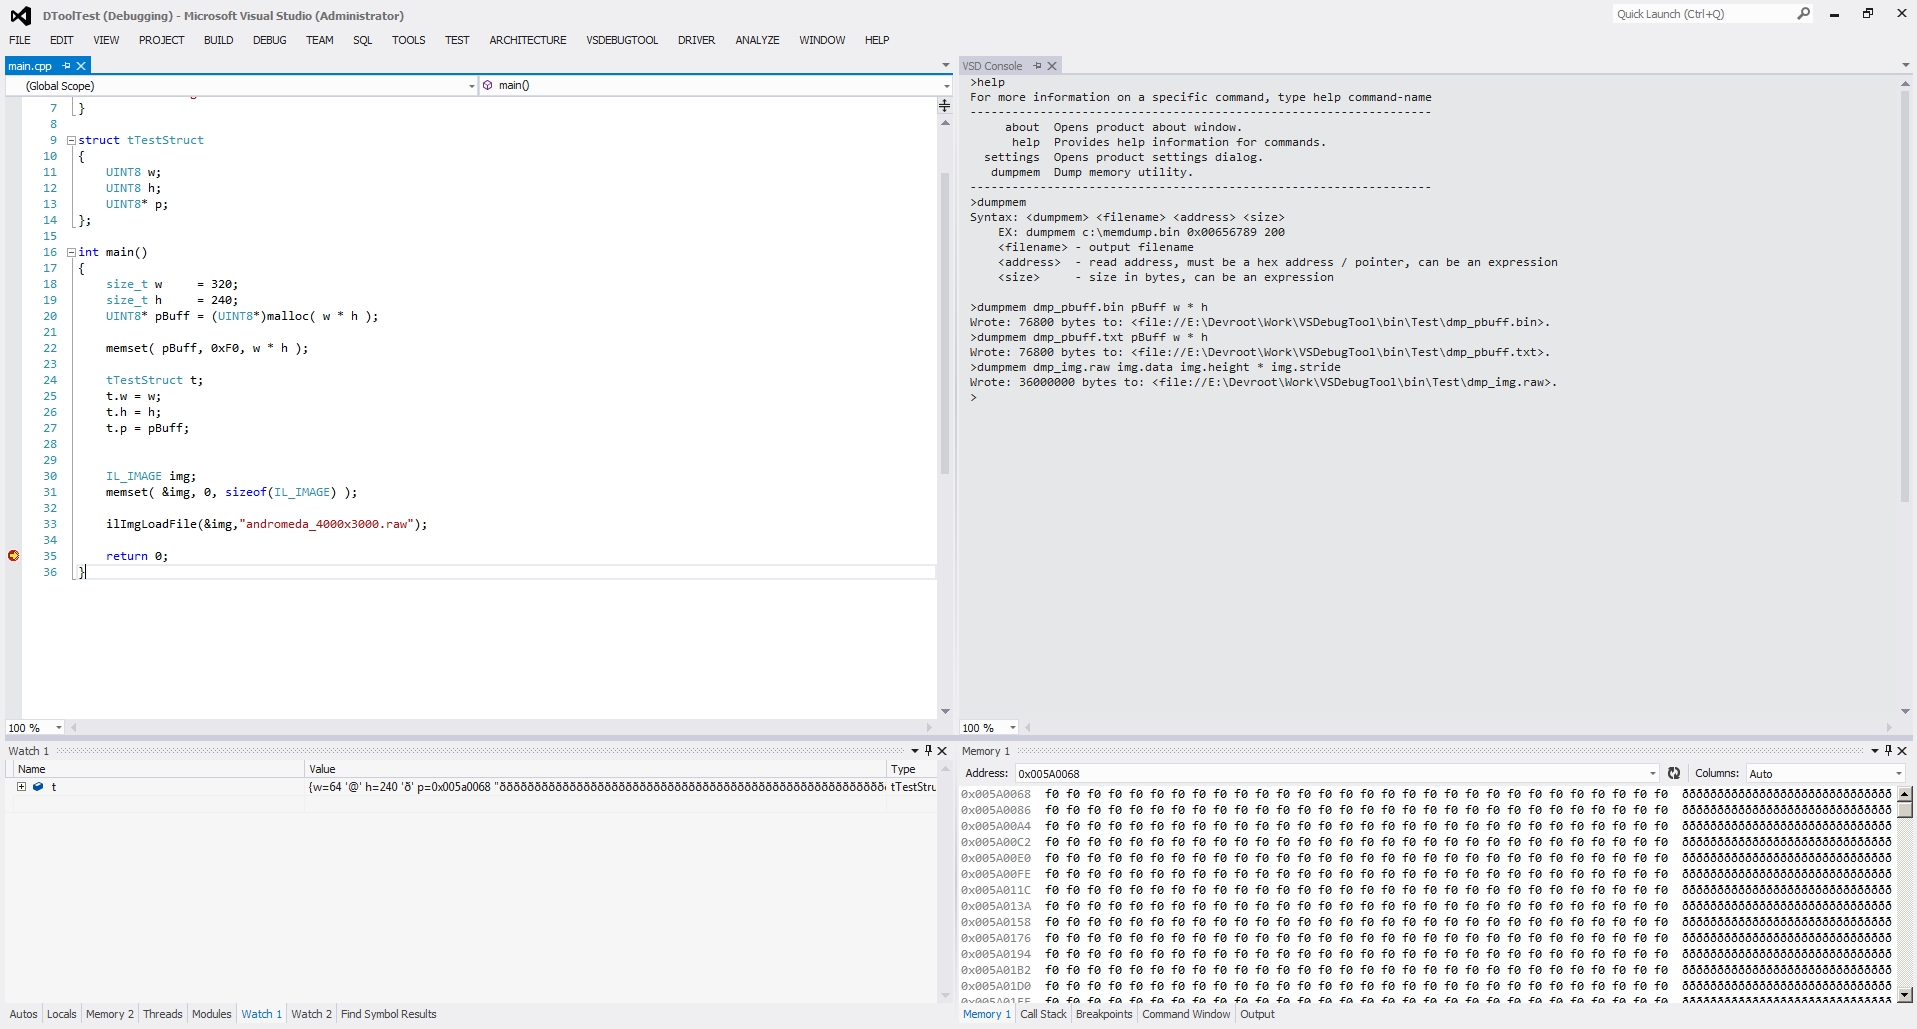 DToolTest (Debugging) - Microsoft Visual Studio (Administrator)
Quick Launch (Ctrl+Q)
FILE EDIT VIEW PROJECT BUILD DEBUG TEAM SQL TOOLS TEST ARCHITECTURE VSDEBUGTOOL DRIVER ANALYZE WINDOW HELP
main.cpp
(Global Scope) main()
7 }
8
9 struct tTestStruct
10 {
11 UINT8 w;
12 UINT8 h;
13 UINT8* p;
14 };
15
16 int main()
17 {
18 size_t w = 320;
19 size_t h = 240;
20 UINT8* pBuff = (UINT8*)malloc( w * h );
21
22 memset( pBuff, 0xF0, w * h );
23
24 tTestStruct t;
25 t.w = w;
26 t.h = h;
27 t.p = pBuff;
28
29
30 IL_IMAGE img;
31 memset( &img, 0, sizeof(IL_IMAGE) );
32
33 ilImgLoadFile(&img,"andromeda_4000x3000.raw");
34
35 return 0;
36 }
100 %
VSD Console
>help
For more information on a specific command, type help command-name
------------------------------------------------------------------
about Opens product about window.
help Provides help information for commands.
settings Opens product settings dialog.
dumpmem Dump memory utility.
------------------------------------------------------------------
>dumpmem
Syntax: <dumpmem> <filename> <address> <size>
EX: dumpmem c:\memdump.bin 0x00656789 200
<filename> - output filename
<address> - read address, must be a hex address / pointer, can be an expression
<size> - size in bytes, can be an expression
>dumpmem dmp_pbuff.bin pBuff w * h
Wrote: 76800 bytes to: <file://E:\Devroot\Work\VSDebugTool\bin\Test\dmp_pbuff.bin>.
>dumpmem dmp_pbuff.txt pBuff w * h
Wrote: 76800 bytes to: <file://E:\Devroot\Work\VSDebugTool\bin\Test\dmp_pbuff.txt>.
>dumpmem dmp_img.raw img.data img.height * img.stride
Wrote: 36000000 bytes to: <file://E:\Devroot\Work\VSDebugTool\bin\Test\dmp_img.raw>.
>
100 %
Watch 1
Name Value Type
t {w=64 '@' h=240 'ð' p=0x005a0068 "ððððððððððððððððððððððððððððððððððððððððððððððððððððððð tTestStru
Autos Locals Memory 2 Threads Modules Watch 1 Watch 2 Find Symbol Results
Memory 1
Address: 0x005A0068 Columns: Auto
0x005A0068 f0 f0 f0 f0 f0 f0 f0 f0 f0 f0 f0 f0 f0 f0 f0 f0 f0 f0 f0 f0 f0 f0 f0 f0 f0 f0 f0 f0 f0 f0 ðððððððððððððððððððððððððððððð
0x005A0086 f0 f0 f0 f0 f0 f0 f0 f0 f0 f0 f0 f0 f0 f0 f0 f0 f0 f0 f0 f0 f0 f0 f0 f0 f0 f0 f0 f0 f0 f0 ðððððððððððððððððððððððððððððð
0x005A00A4 f0 f0 f0 f0 f0 f0 f0 f0 f0 f0 f0 f0 f0 f0 f0 f0 f0 f0 f0 f0 f0 f0 f0 f0 f0 f0 f0 f0 f0 f0 ðððððððððððððððððððððððððððððð
0x005A00C2 f0 f0 f0 f0 f0 f0 f0 f0 f0 f0 f0 f0 f0 f0 f0 f0 f0 f0 f0 f0 f0 f0 f0 f0 f0 f0 f0 f0 f0 f0 ðððððððððððððððððððððððððððððð
0x005A00E0 f0 f0 f0 f0 f0 f0 f0 f0 f0 f0 f0 f0 f0 f0 f0 f0 f0 f0 f0 f0 f0 f0 f0 f0 f0 f0 f0 f0 f0 f0 ðððððððððððððððððððððððððððððð
0x005A00FE f0 f0 f0 f0 f0 f0 f0 f0 f0 f0 f0 f0 f0 f0 f0 f0 f0 f0 f0 f0 f0 f0 f0 f0 f0 f0 f0 f0 f0 f0 ðððððððððððððððððððððððððððððð
0x005A011C f0 f0 f0 f0 f0 f0 f0 f0 f0 f0 f0 f0 f0 f0 f0 f0 f0 f0 f0 f0 f0 f0 f0 f0 f0 f0 f0 f0 f0 f0 ðððððððððððððððððððððððððððððð
0x005A013A f0 f0 f0 f0 f0 f0 f0 f0 f0 f0 f0 f0 f0 f0 f0 f0 f0 f0 f0 f0 f0 f0 f0 f0 f0 f0 f0 f0 f0 f0 ðððððððððððððððððððððððððððððð
0x005A0158 f0 f0 f0 f0 f0 f0 f0 f0 f0 f0 f0 f0 f0 f0 f0 f0 f0 f0 f0 f0 f0 f0 f0 f0 f0 f0 f0 f0 f0 f0 ðððððððððððððððððððððððððððððð
0x005A0176 f0 f0 f0 f0 f0 f0 f0 f0 f0 f0 f0 f0 f0 f0 f0 f0 f0 f0 f0 f0 f0 f0 f0 f0 f0 f0 f0 f0 f0 f0 ðððððððððððððððððððððððððððððð
0x005A0194 f0 f0 f0 f0 f0 f0 f0 f0 f0 f0 f0 f0 f0 f0 f0 f0 f0 f0 f0 f0 f0 f0 f0 f0 f0 f0 f0 f0 f0 f0 ðððððððððððððððððððððððððððððð
0x005A01B2 f0 f0 f0 f0 f0 f0 f0 f0 f0 f0 f0 f0 f0 f0 f0 f0 f0 f0 f0 f0 f0 f0 f0 f0 f0 f0 f0 f0 f0 f0 ðððððððððððððððððððððððððððððð
0x005A01D0 f0 f0 f0 f0 f0 f0 f0 f0 f0 f0 f0 f0 f0 f0 f0 f0 f0 f0 f0 f0 f0 f0 f0 f0 f0 f0 f0 f0 f0 f0 ðððððððððððððððððððððððððððððð
Memory 1 Call Stack Breakpoints Command Window Output